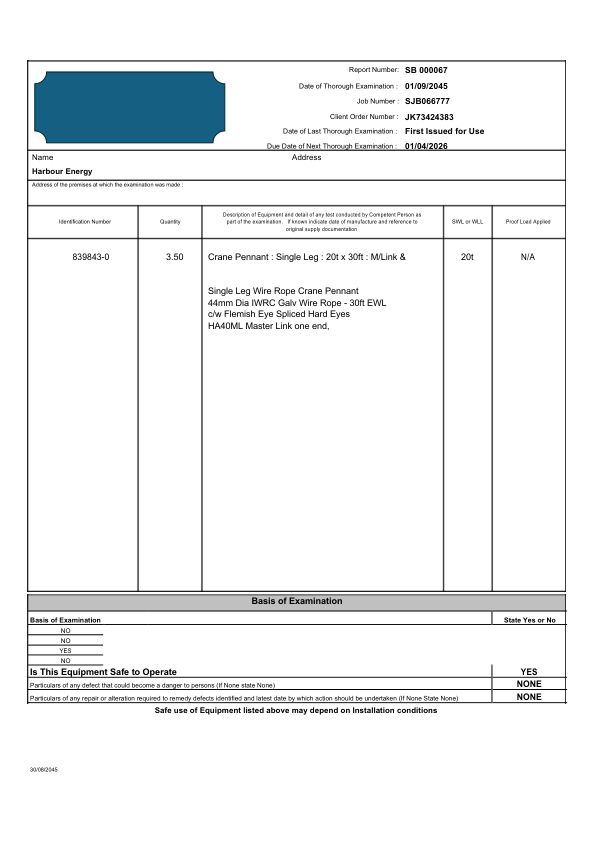 Report Number: SB 000067
Date of Thorough Examination : 01/09/2045
Job Number : SJB066777
Client Order Number : JK73424383
Date of Last Thorough Examination : First Issued for Use
Due Date of Next Thorough Examination : 01/04/2026
Name Address
Harbour Energy
Address of the premises at which the examination was made :
Identification Number Quantity Description of Equipment and detail of any test conducted by Competent Person as SWL or WLL Proof Load Applied
part of the examination. If known indicate date of manufacture and reference to
original supply documentation
839843-0 3.50 Crane Pennant : Single Leg : 20t x 30ft : M/Link & 20t N/A
Single Leg Wire Rope Crane Pennant
44mm Dia IWRC Galv Wire Rope - 30ft EWL
c/w Flemish Eye Spliced Hard Eyes
HA40ML Master Link one end,
Basis of Examination
Basis of Examination State Yes or No
NO
NO
YES
NO
Is This Equipment Safe to Operate YES
Particulars of any defect that could become a danger to persons (If None state None) NONE
Particulars of any repair or alteration required to remedy defects identified and latest date by which action should be undertaken (If None State None) NONE
Safe use of Equipment listed above may depend on Installation conditions
30/08/2045